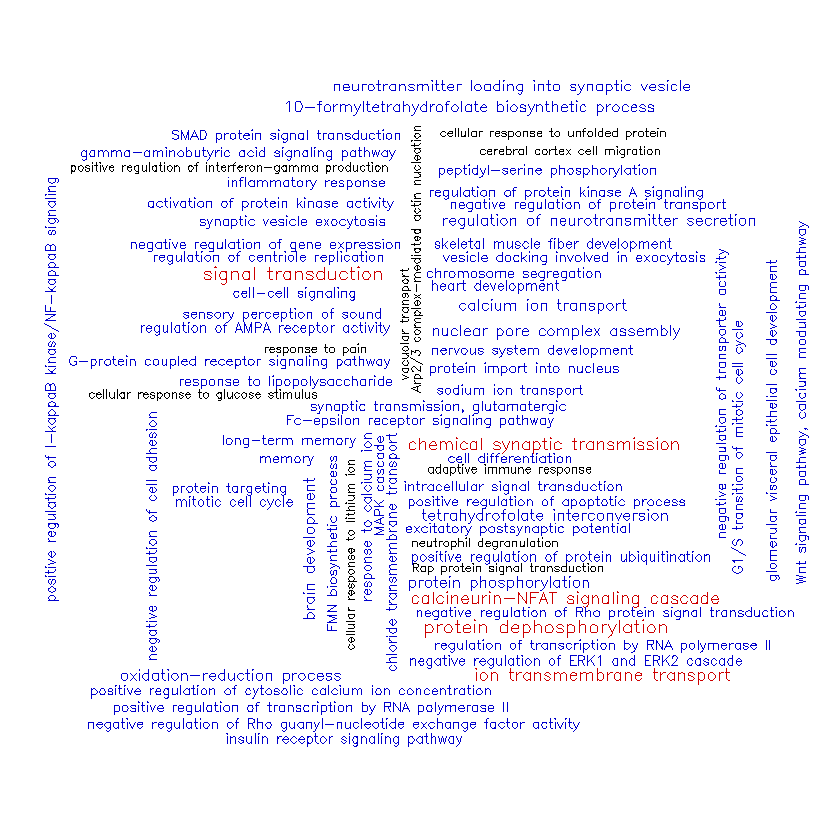 neurotransmitter loading into synaptic vesicle
10-formyltetrahydrofolate biosynthetic process
SMAD protein signal transduction
cellular response to unfolded protein
gamma-aminobutyric acid signaling pathway
cerebral cortex cell migration
positive regulation of interferon-gamma production
peptidyl-serine phosphorylation
inflammatory response
regulation of protein kinase A signaling
activation of protein kinase activity
negative regulation of protein transport
synaptic vesicle exocytosis
regulation of neurotransmitter secretion
negative regulation of gene expression
skeletal muscle fiber development
regulation of centriole replication
vesicle docking involved in exocytosis
signal transduction
chromosome segregation
cell-cell signaling
heart development
sensory perception of sound
calcium ion transport
regulation of AMPA receptor activity
nuclear pore complex assembly
response to pain
nervous system development
G-protein coupled receptor signaling pathway
protein import into nucleus
response to lipopolysaccharide
sodium ion transport
cellular response to glucose stimulus
synaptic transmission, glutamatergic
Fc-epsilon receptor signaling pathway
long-term memory
chemical synaptic transmission
memory
cell differentiation
adaptive immune response
protein targeting
intracellular signal transduction
mitotic cell cycle
positive regulation of apoptotic process
tetrahydrofolate interconversion
excitatory postsynaptic potential
neutrophil degranulation
positive regulation of protein ubiquitination
Rap protein signal transduction
protein phosphorylation
calcineurin-NFAT signaling cascade
negative regulation of Rho protein signal transduction
protein dephosphorylation
regulation of transcription by RNA polymerase II
negative regulation of ERK1 and ERK2 cascade
oxidation-reduction process
ion transmembrane transport
positive regulation of cytosolic calcium ion concentration
positive regulation of transcription by RNA polymerase II
negative regulation of Rho guanyl-nucleotide exchange factor activity
insulin receptor signaling pathway
positive regulation of I-kappaB kinase/NF-kappaB signaling
negative regulation of cell adhesion
brain development
FMN biosynthetic process
cellular response to lithium ion
response to calcium ion
MAPK cascade
chloride transmembrane transport
vacuolar transport
Arp2/3 complex-mediated actin nucleation
negative regulation of transporter activity
G1/S transition of mitotic cell cycle
glomerular visceral epithelial cell development
Wnt signaling pathway, calcium modulating pathway